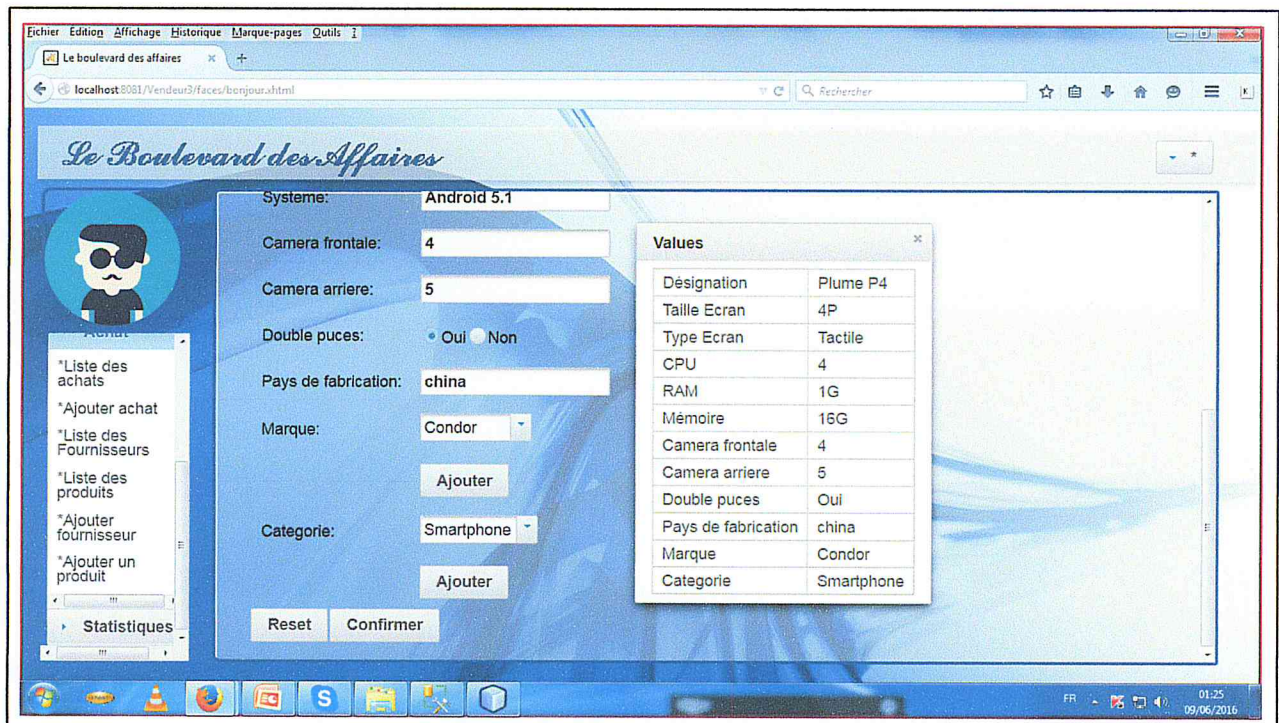 Fichier Edition Affichage Historique Marque-pages Outils ?
Le boulevard des affaires × +
localhost:8081/Vendeur3/faces/bonjour.xhtml
Rechercher
Le Boulevard des Affaires
*
Achat
*Liste des
achats
*Ajouter achat
*Liste des
Fournisseurs
*Liste des
produits
*Ajouter
fournisseur
*Ajouter un
produit
Statistiques
Systeme: Android 5.1
Camera frontale: 4
Camera arriere: 5
Double puces: Oui Non
Pays de fabrication: china
Marque: Condor
Ajouter
Categorie: Smartphone
Ajouter
Reset Confirmer
Values ×
Désignation Plume P4
Taille Ecran 4P
Type Ecran Tactile
CPU 4
RAM 1G
Mémoire 16G
Camera frontale 4
Camera arriere 5
Double puces Oui
Pays de fabrication china
Marque Condor
Categorie Smartphone
FR
01:25
09/06/2016